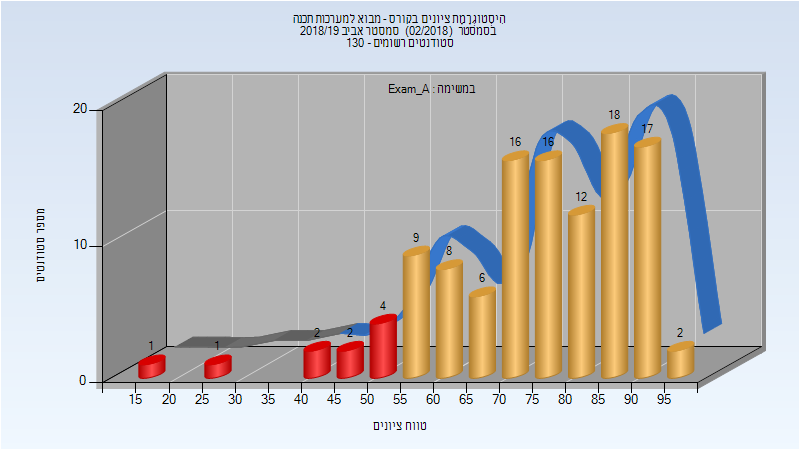 היסטוגרמת ציונים בקורס - מבוא למערכות תכנה
בסמסטר (02/2018) סמסטר אביב 2018/19
סטודנטים רשומים - 130
במשימה : Exam_A
20
10
0
מספר סטודנטים
1 1 2 2 4 9 8 6 16 16 12 18 17 2
15 20 25 30 35 40 45 50 55 60 65 70 75 80 85 90 95
טווח ציונים